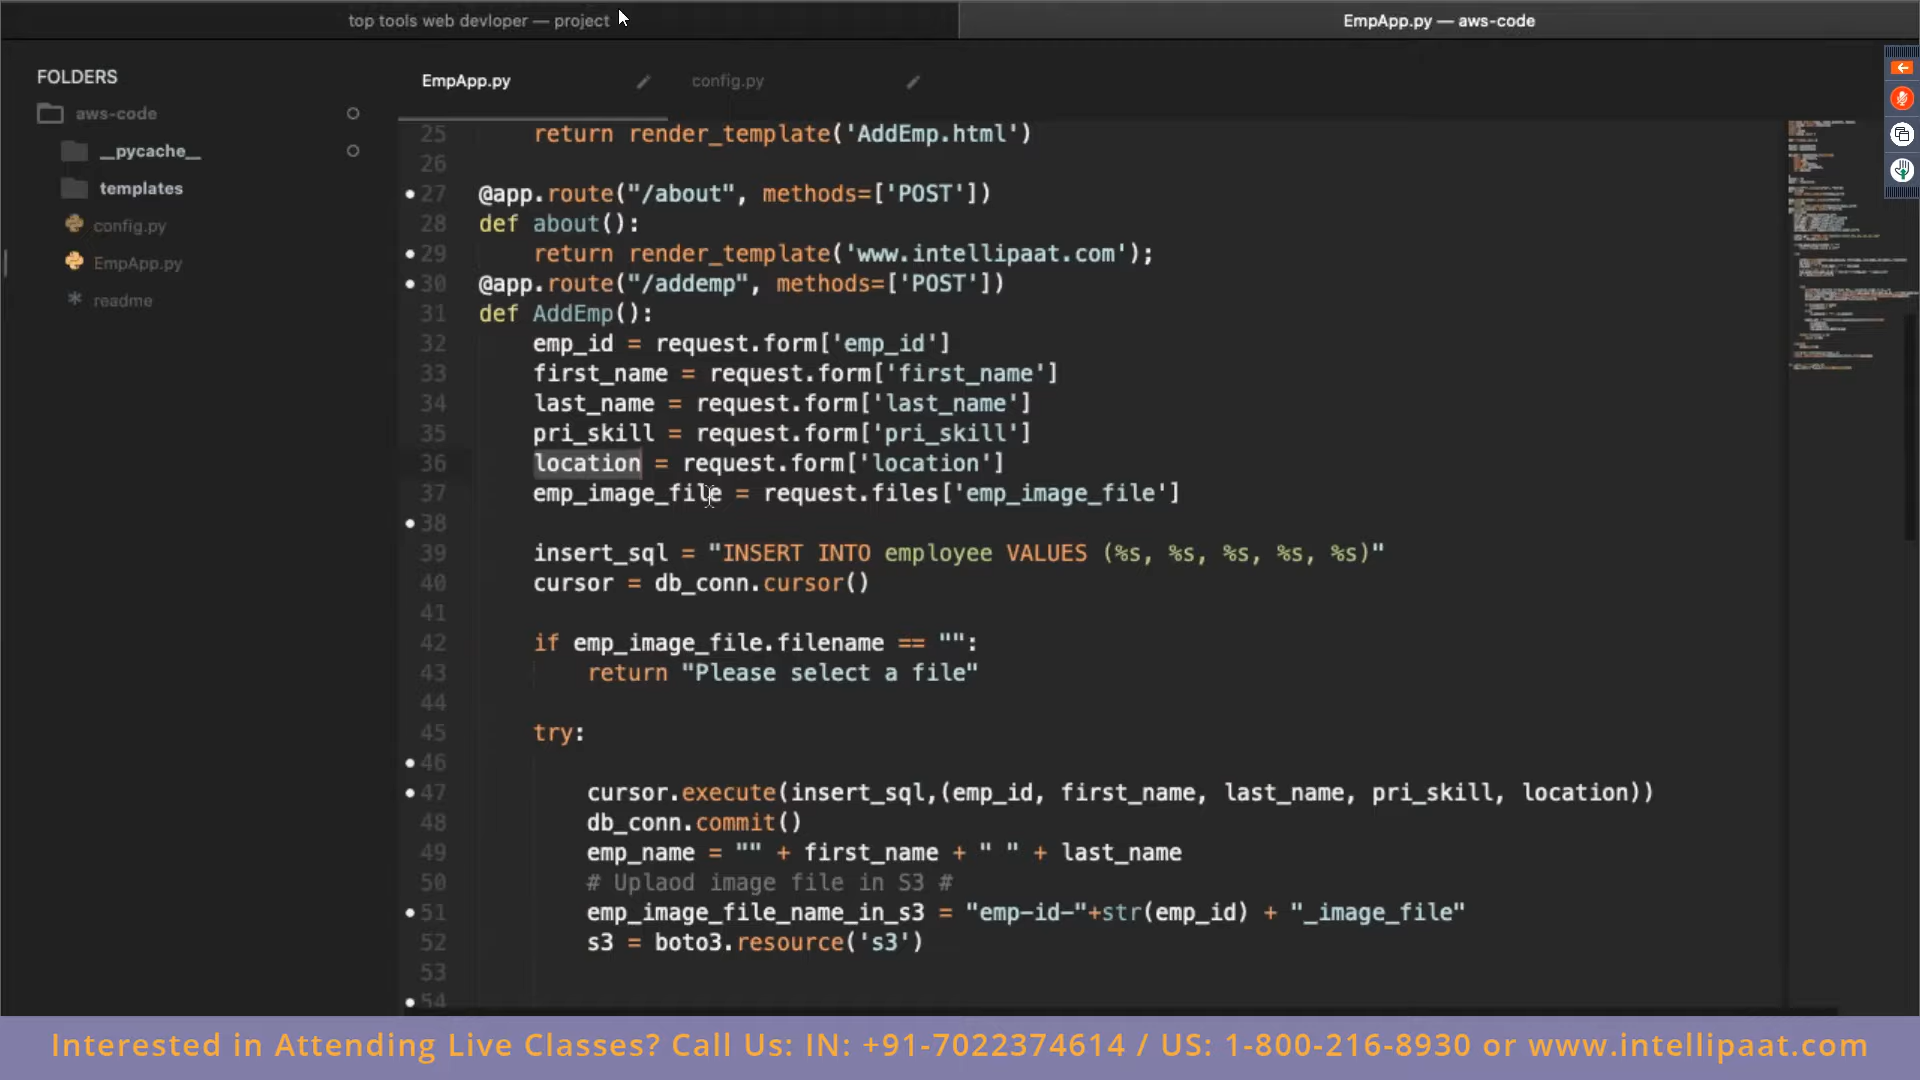 top tools web devloper — project
EmpApp.py — aws-code
FOLDERS
aws-code
__pycache__
templates
config.py
EmpApp.py
readme
EmpApp.py
config.py
25 return render_template('AddEmp.html')
26
27 @app.route("/about", methods=['POST'])
28 def about():
29 return render_template('www.intellipaat.com');
30 @app.route("/addemp", methods=['POST'])
31 def AddEmp():
32 emp_id = request.form['emp_id']
33 first_name = request.form['first_name']
34 last_name = request.form['last_name']
35 pri_skill = request.form['pri_skill']
36 location = request.form['location']
37 emp_image_file = request.files['emp_image_file']
38
39 insert_sql = "INSERT INTO employee VALUES (%s, %s, %s, %s, %s)"
40 cursor = db_conn.cursor()
41
42 if emp_image_file.filename == "":
43 return "Please select a file"
44
45 try:
46
47 cursor.execute(insert_sql,(emp_id, first_name, last_name, pri_skill, location))
48 db_conn.commit()
49 emp_name = "" + first_name + " " + last_name
50 # Uplaod image file in S3 #
51 emp_image_file_name_in_s3 = "emp-id-"+str(emp_id) + "_image_file"
52 s3 = boto3.resource('s3')
53
54
Interested in Attending Live Classes? Call Us: IN: +91-7022374614 / US: 1-800-216-8930 or www.intellipaat.com